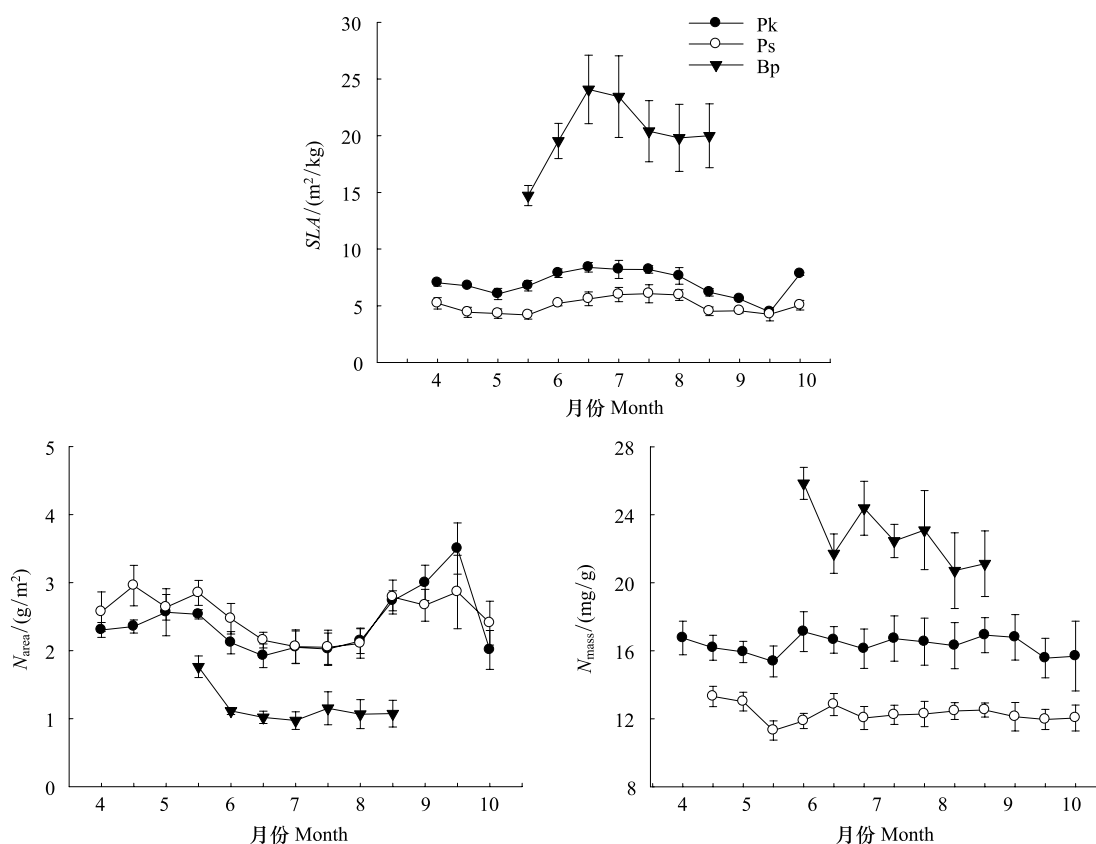 30
25
20
15
10
5
0
SLA/(m²/kg)
Pk
Ps
Bp
4 5 6 7 8 9 10
月份 Month
5
4
3
2
1
0
Narea/(g/m²)
4 5 6 7 8 9 10
月份 Month
28
24
20
16
12
8
Nmass/(mg/g)
4 5 6 7 8 9 10
月份 Month